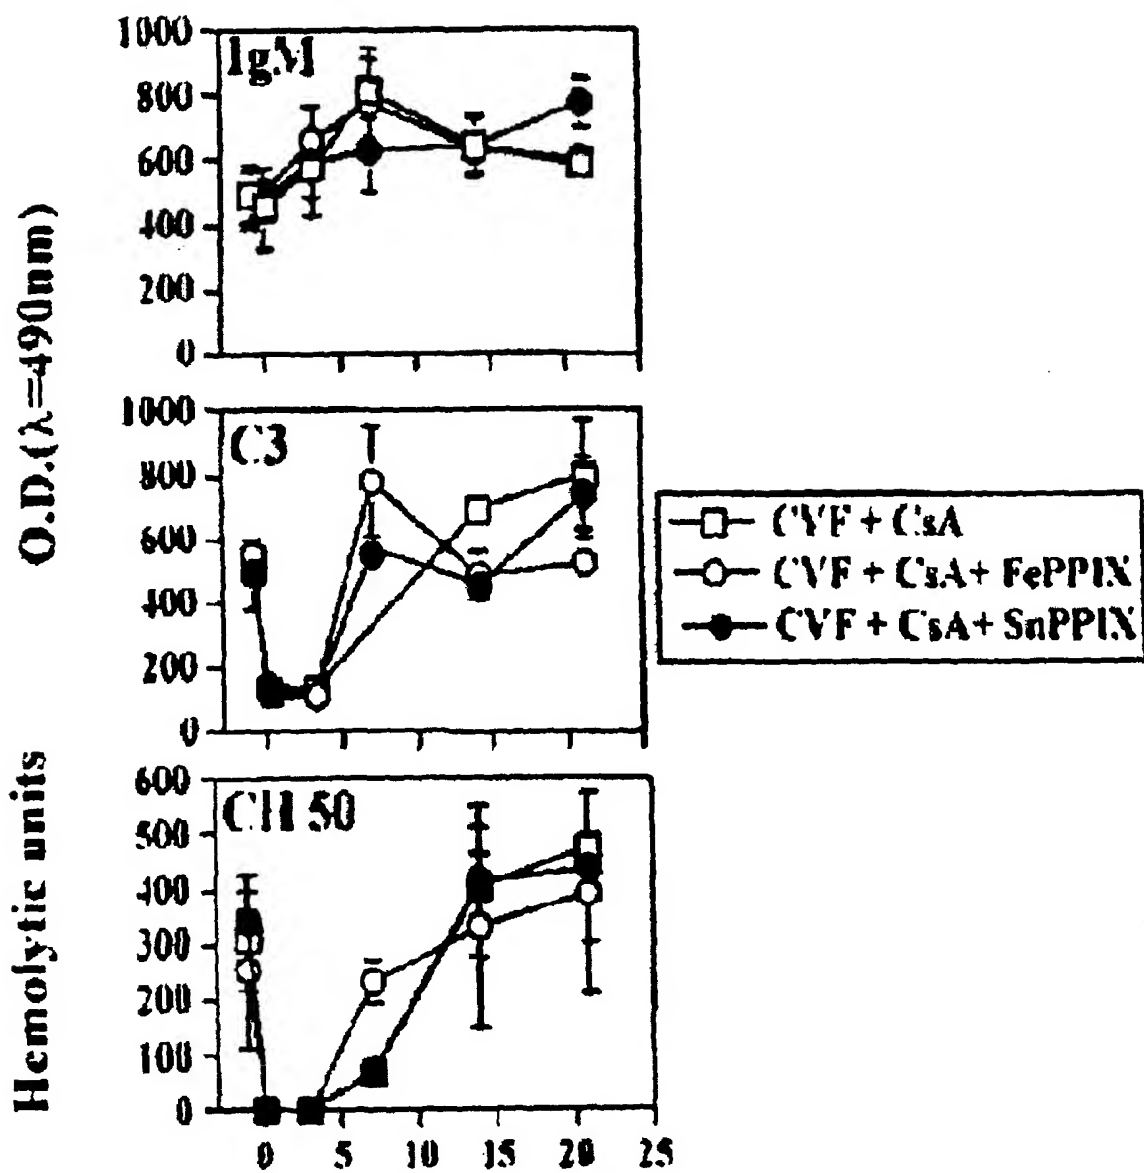 O.D.(λ=490nm)
Hemolytic units
1000
IgM
800
600
400
200
0
1000
C3
800
600
400
200
0
CVF + CsA
CVF + CsA+ FePPIX
CVF + CsA+ SnPPIX
600
CH 50
500
400
300
200
100
0
0 5 10 15 20 25